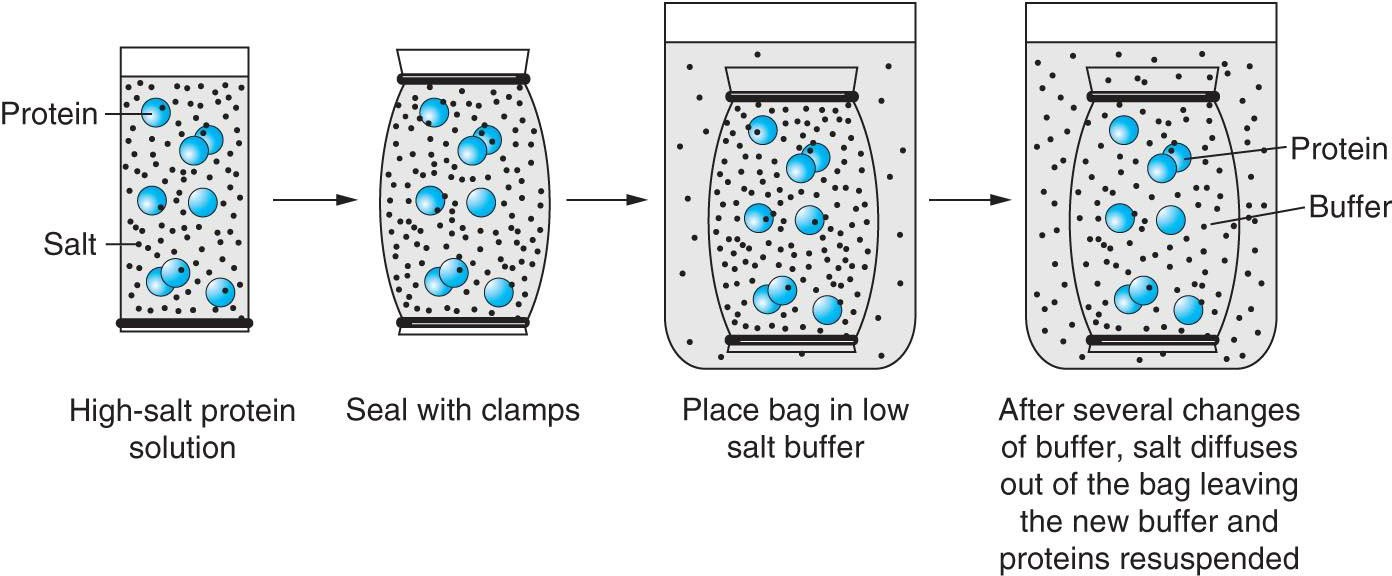 Protein
Salt
High-salt protein
solution
Seal with clamps
Place bag in low
salt buffer
Protein
Buffer
After several changes
of buffer, salt diffuses
out of the bag leaving
the new buffer and
proteins resuspended